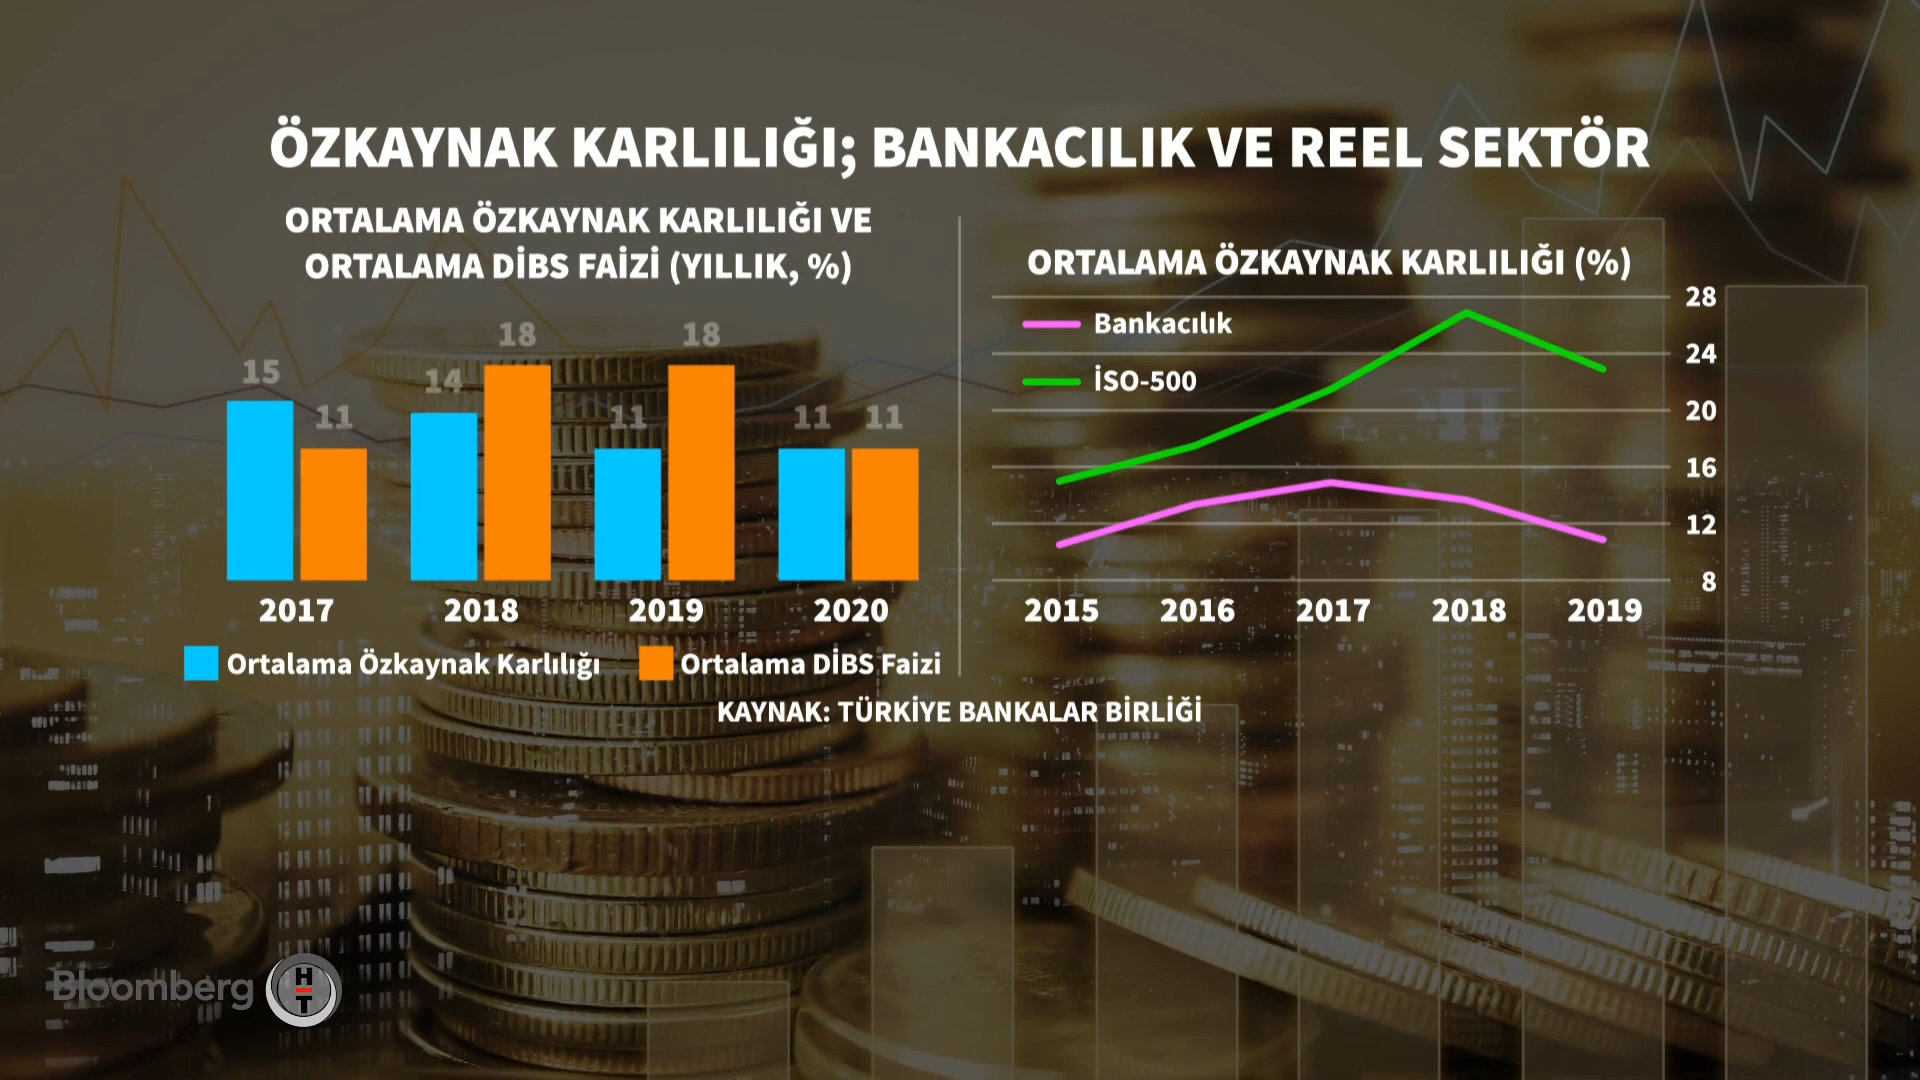 ÖZKAYNAK KARLILIĞI; BANKACILIK VE REEL SEKTÖR
ORTALAMA ÖZKAYNAK KARLILIĞI VE
ORTALAMA DİBS FAİZİ (YILLIK, %)
15
11
14
18
11
18
11
11
2017
2018
2019
2020
Ortalama Özkaynak Karlılığı
Ortalama DİBS Faizi
ORTALAMA ÖZKAYNAK KARLILIĞI (%)
Bankacılık
İSO-500
28
24
20
16
12
8
2015
2016
2017
2018
2019
KAYNAK: TÜRKİYE BANKALAR BİRLİĞİ
Bloomberg HT